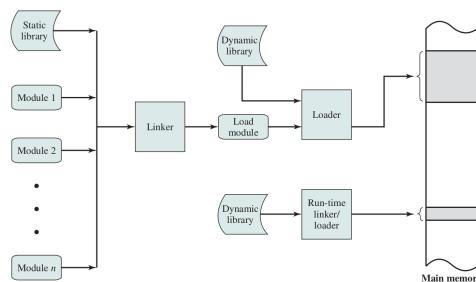 Static
library
Module 1
Module 2
Module n
Linker
Dynamic
library
Load
module
Loader
Dynamic
library
Run-time
linker/
loader
Main memor